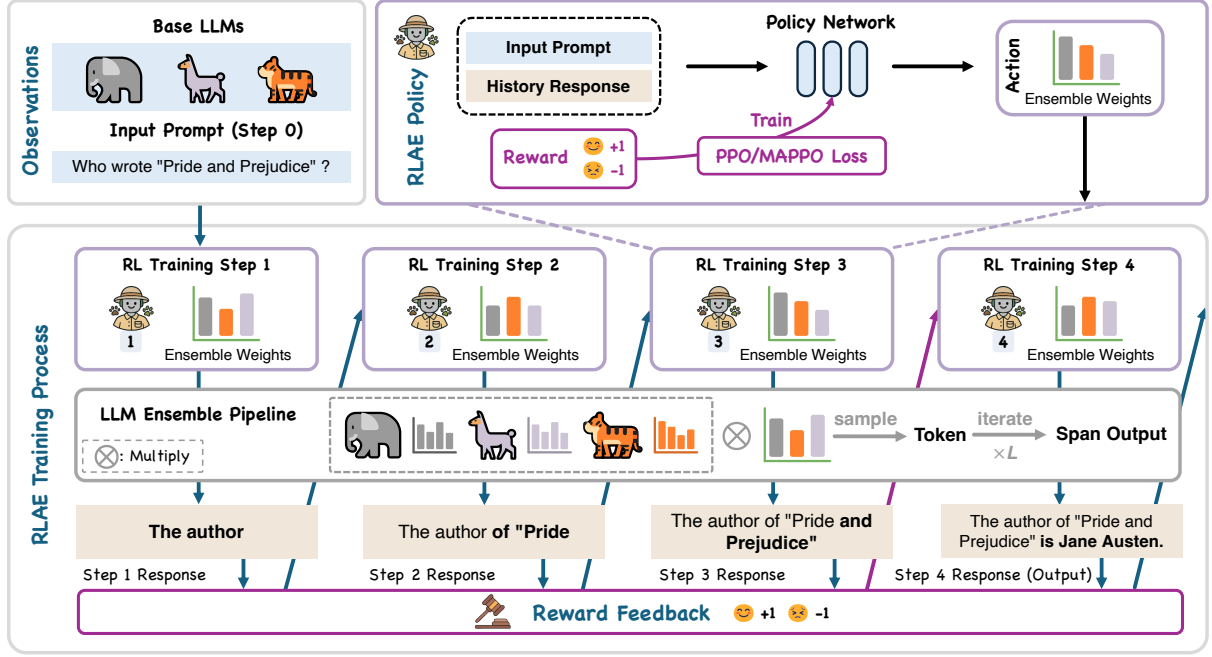 Observations
Base LLMs
Input Prompt (Step 0)
Who wrote "Pride and Prejudice" ?
RLAE Policy
Input Prompt
History Response
Policy Network
Action
Ensemble Weights
Train
Reward
+1
-1
PPO/MAPPO Loss
RLAE Training Process
RL Training Step 1
1
Ensemble Weights
RL Training Step 2
2
Ensemble Weights
RL Training Step 3
3
Ensemble Weights
RL Training Step 4
4
Ensemble Weights
LLM Ensemble Pipeline
⊗: Multiply
⊗
sample
Token
iterate
×L
Span Output
The author
The author of "Pride
The author of "Pride and
Prejudice"
The author of "Pride and
Prejudice" is Jane Austen.
Step 1 Response
Step 2 Response
Step 3 Response
Step 4 Response (Output)
Reward Feedback
+1
-1